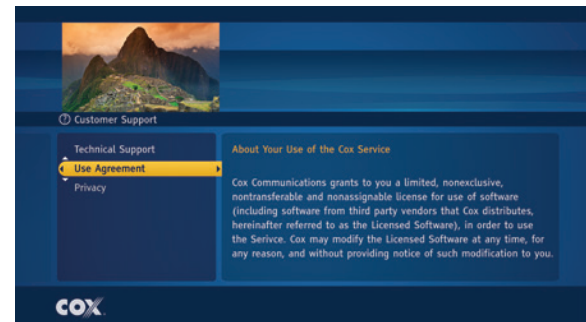 ? Customer Support
Technical Support
Use Agreement
Privacy
About Your Use of the Cox Service
Cox Communications grants to you a limited, nonexclusive,
nontransferable and nonassignable license for use of software
(including software from third party vendors that Cox distributes,
hereinafter referred to as the Licensed Software), in order to use
the Serivce. Cox may modify the Licensed Software at any time, for
any reason, and without providing notice of such modification to you.
COX